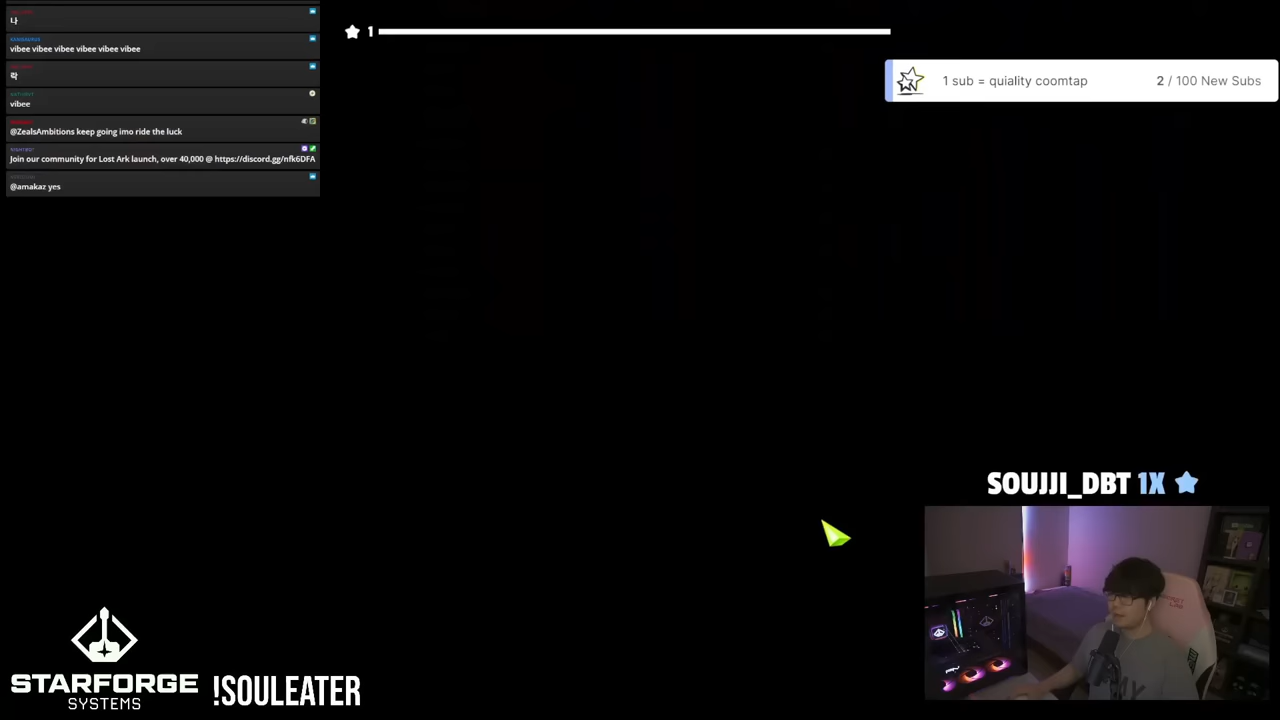 나
vibee vibee vibee vibee vibee vibee
락
vibee
@ZealsAmbitions keep going imo ride the luck
Join our community for Lost Ark launch, over 40,000 @ https://discord.gg/nfk6DFA
@amakaz yes
1
1 sub = quiality coomtap 2 / 100 New Subs
SOUJJI_DBT 1X
STARFORGE
SYSTEMS
!SOULEATER